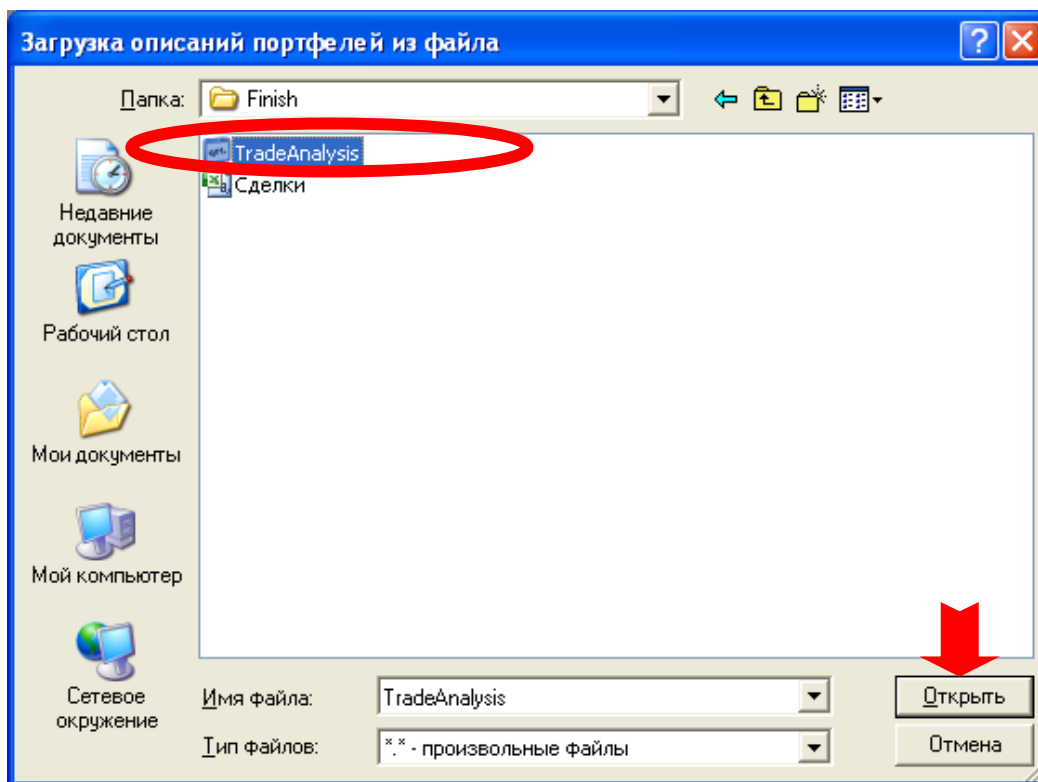 Загрузка описаний портфелей из файла
Папка:
Finish
TradeAnalysis
Сделки
Недавние
документы
Рабочий стол
Мои документы
Мой компьютер
Сетевое
окружение
Имя файла:
TradeAnalysis
Открыть
Тип файлов:
*.* - произвольные файлы
Отмена